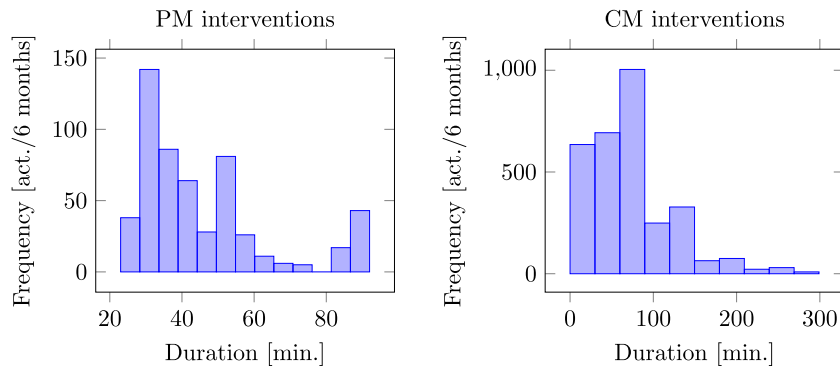 PM interventions
Frequency [act./6 months]
150
100
50
0
20 40 60 80
Duration [min.]
CM interventions
Frequency [act./6 months]
1,000
500
0
0 100 200 300
Duration [min.]